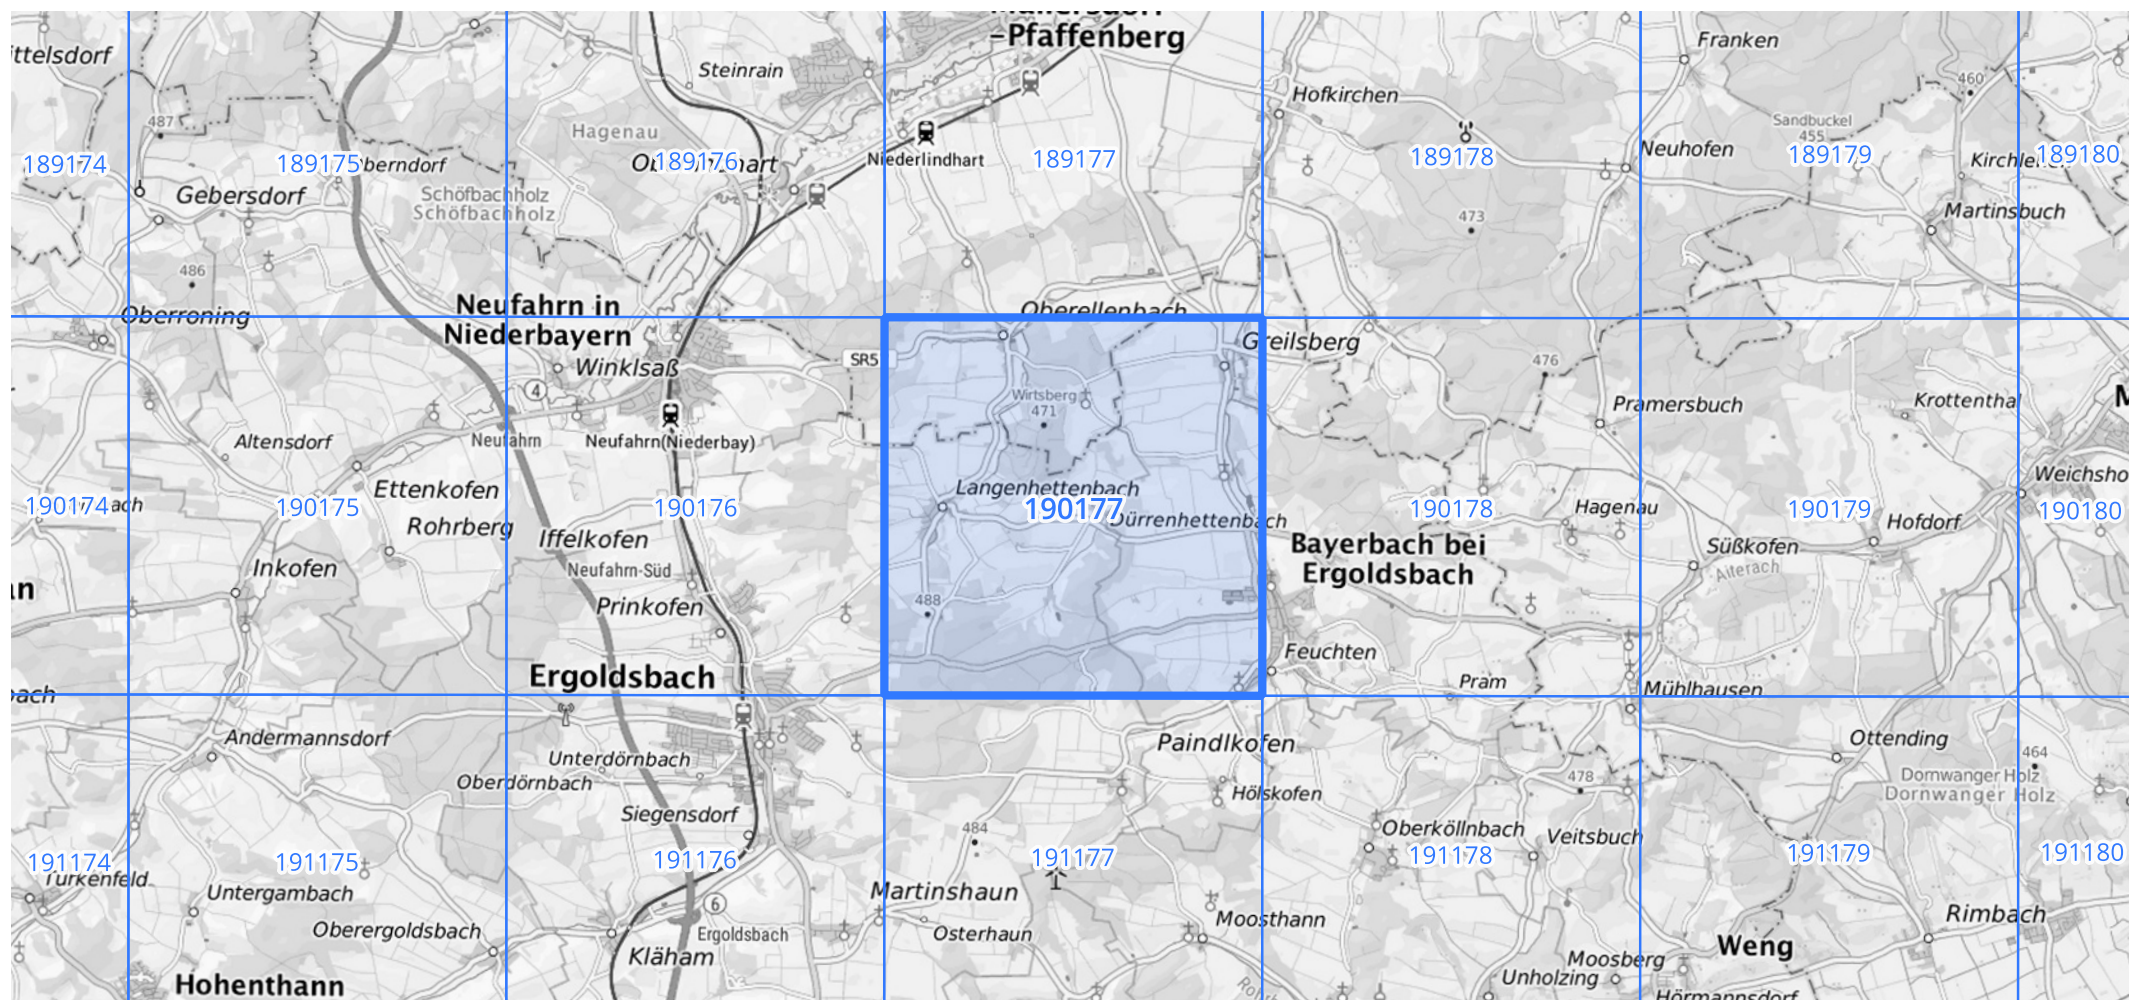 -Pfaffenberg
Franken
Steinrain
460
Hofkirchen
487
Hagenau
Sandbuckel
455
Neuhofen
189174
189175
189176
Niederlindhart
189177
189178
189179
189180
Gebersdorf
Schöfbachholz
Schöfbachholz
473
Martinsbuch
486
Neufahrn in
Niederbayern
Oberellenbach
Oberroning
Winklsaß
SR5
Greilsberg
476
4
Wirtsberg
471
Pramersbuch
Krottenthal
Altensdorf
Neufahrn
Neufahrn(Niederbay)
Ettenkofen
Langenhettenbach
190174
190175
190176
190177
190178
Hagenau
190179
190180
Rohrberg
Iffelkofen
Dürrenhettenbach
Hofdorf
Bayerbach bei
Ergoldsbach
Süßkofen
Aiterach
Inkofen
Neufahrn-Süd
Prinkofen
488
Feuchten
Ergoldsbach
Pram
Mühlhausen
Andermannsdorf
Paindlkofen
Ottending
Unterdörnbach
Oberdörnbach
Hölskofen
478
464
Dornwanger Holz
Dornwanger Holz
Siegensdorf
484
Oberköllnbach
Veitsbuch
191174
191175
191176
191177
191178
191179
191180
Türkenfeld
Untergambach
Martinshaun
6
Obergoldsbach
Ergoldsbach
Osterhaun
Moosthann
Rimbach
Kläham
Weng
Moosberg
Hohenthann
Unholzing
Hörmannsdorf